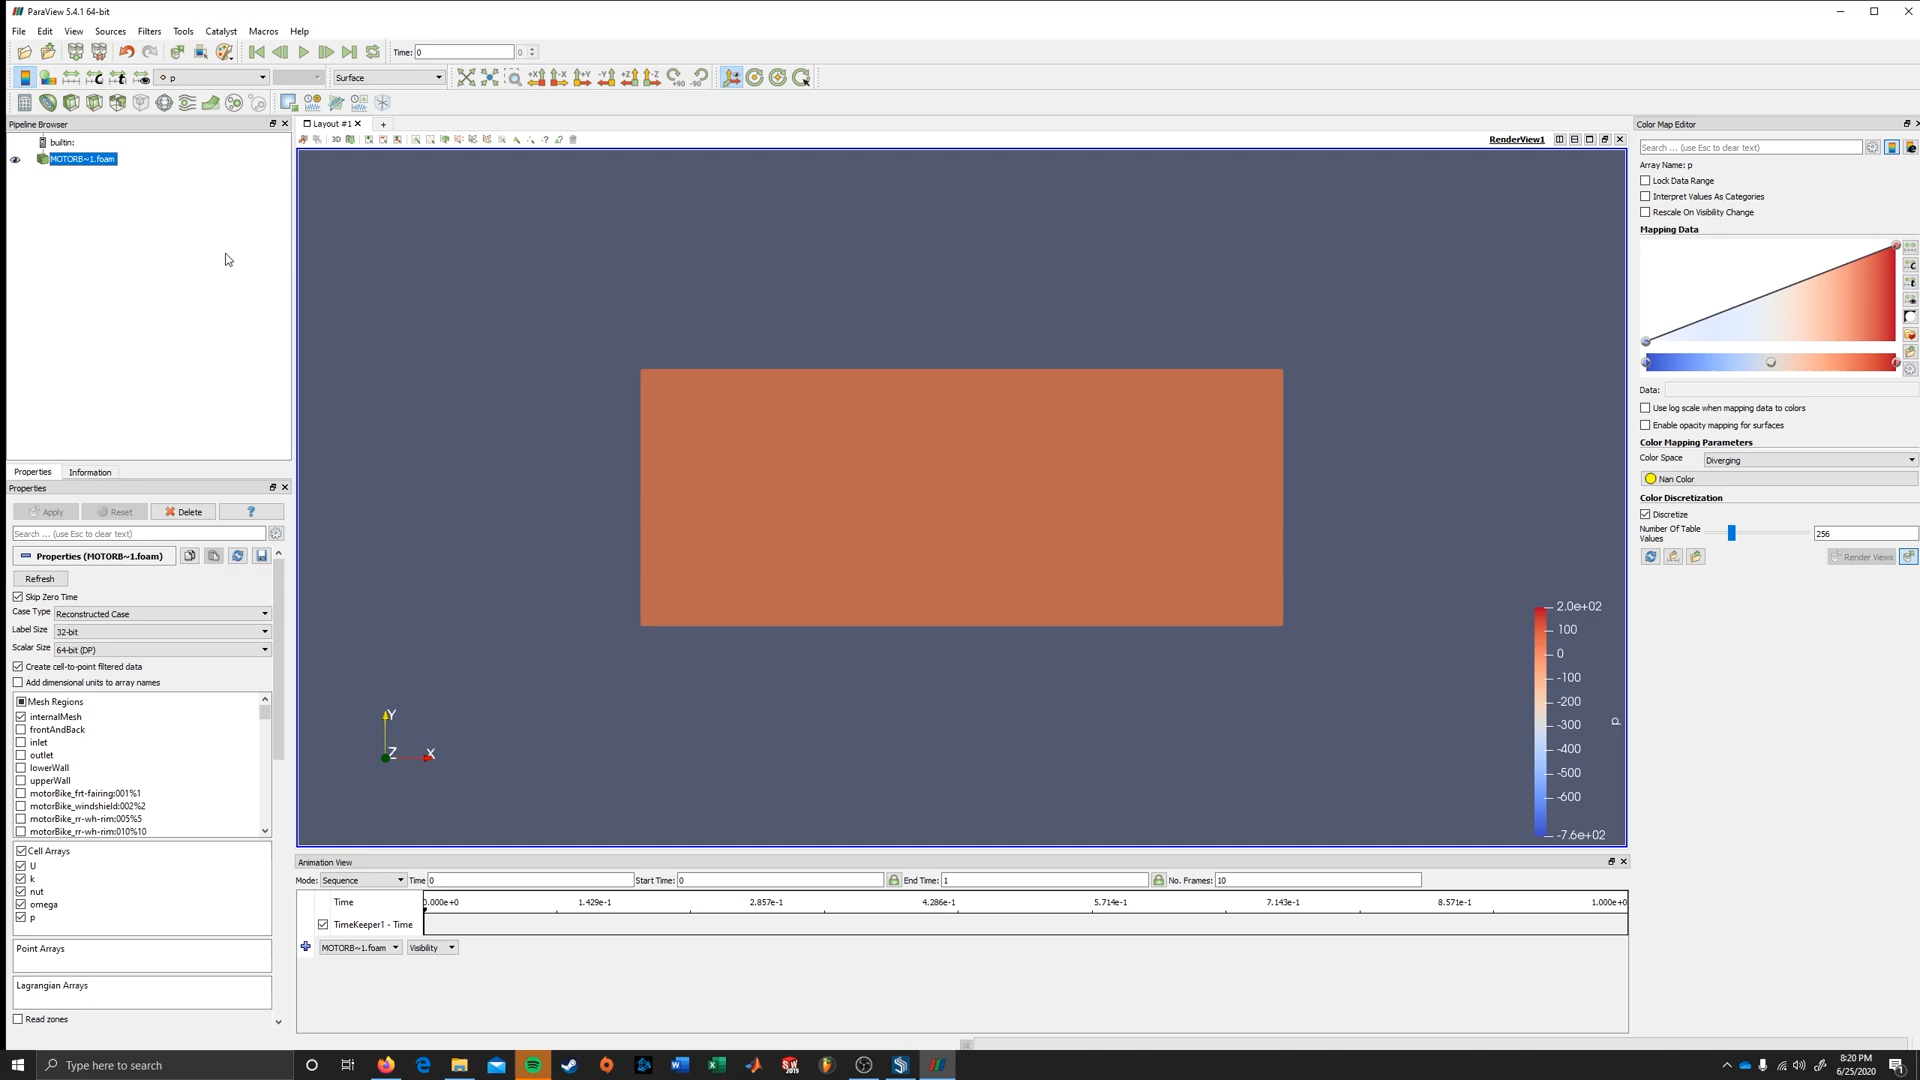 ParaView 5.4.1 64-bit
File Edit View Sources Filters Tools Catalyst Macros Help
Time: 0 0
p Surface +X -X +Y -Y +Z -Z +90 -90
Pipeline Browser
builtin:
MOTORB~1.foam
Layout #1
3D RenderView1
Properties Information
Properties
Apply Reset Delete ?
Search ... (use Esc to clear text)
Properties (MOTORB~1.foam)
Refresh
Skip Zero Time
Case Type Reconstructed Case
Label Size 32-bit
Scalar Size 64-bit (DP)
Create cell-to-point filtered data
Add dimensional units to array names
Mesh Regions
internalMesh
frontAndBack
inlet
outlet
lowerWall
upperWall
motorBike_frt-fairing:001%1
motorBike_windshield:002%2
motorBike_rr-wh-rim:005%5
motorBike_rr-wh-rim:010%10
Cell Arrays
U
k
nut
omega
p
Point Arrays
Lagrangian Arrays
Read zones
Y
Z X
2.0e+02
100
0
-100
-200
-300
-400
-500
-600
-7.6e+02
p
Animation View
Mode: Sequence Time 0 Start Time: 0 End Time: 1 No. Frames: 10
Time 0.000e+0 1.429e-1 2.857e-1 4.286e-1 5.714e-1 7.143e-1 8.571e-1 1.000e+0
TimeKeeper1 - Time
MOTORB~1.foam Visibility
Color Map Editor
Search ... (use Esc to clear text)
Array Name: p
Lock Data Range
Interpret Values As Categories
Rescale On Visibility Change
Mapping Data
Data:
Use log scale when mapping data to colors
Enable opacity mapping for surfaces
Color Mapping Parameters
Color Space Diverging
Nan Color
Color Discretization
Discretize
Number Of Table Values 256
Render Views
Type here to search
8:20 PM
6/25/2020